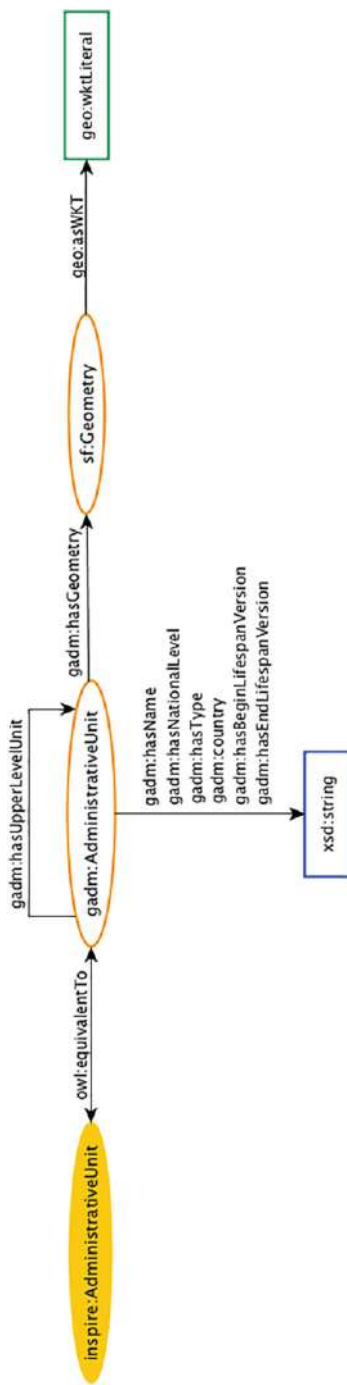 inspire:AdministrativeUnit
owl:equivalentTo
gadm:hasUpperLevelUnit
gadm:AdministrativeUnit
gadm:hasGeometry
sf:Geometry
geo:asWKT
geo:wktLiteral
gadm:hasName
gadm:hasNationalLevel
gadm:hasType
gadm:country
gadm:hasBeginLifespanVersion
gadm:hasEndLifespanVersion
xsd:string